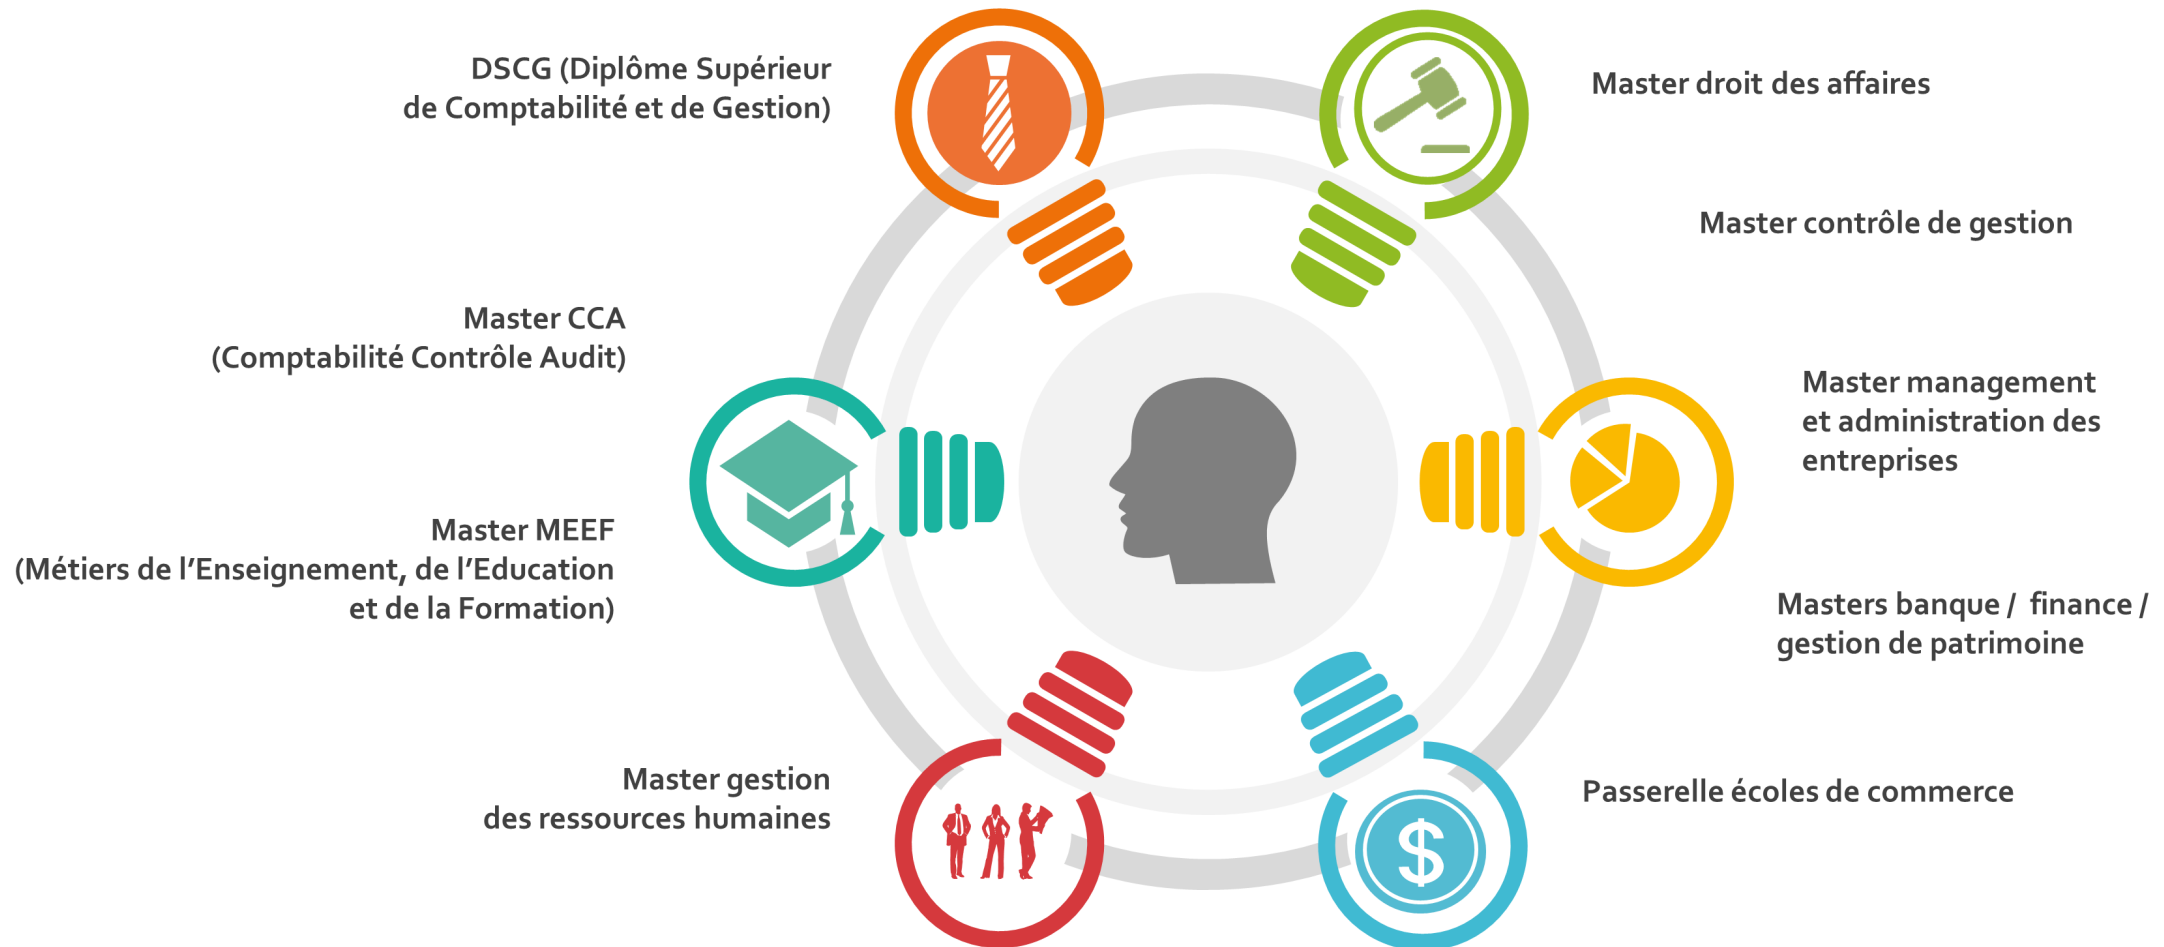 DSCG (Diplôme Supérieur
de Comptabilité et de Gestion)
Master CCA
(Comptabilité Contrôle Audit)
Master MEEF
(Métiers de l’Enseignement, de l’Education
et de la Formation)
Master gestion
des ressources humaines
Master droit des affaires
Master contrôle de gestion
Master management
et administration des
entreprises
Masters banque / finance /
gestion de patrimoine
Passerelle écoles de commerce
$